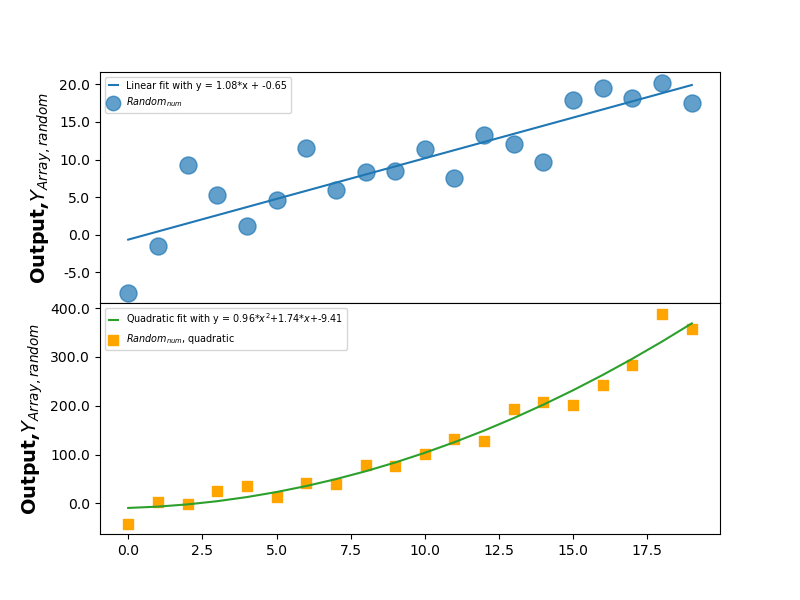 Linear fit with y = 1.08*x + -0.65
Random_num
20.0
15.0
10.0
5.0
0.0
-5.0
Output,Y_Array,random
Quadratic fit with y = 0.96*x²+1.74*x+-9.41
Random_num, quadratic
400.0
300.0
200.0
100.0
0.0
Output,Y_Array,random
0.0 2.5 5.0 7.5 10.0 12.5 15.0 17.5